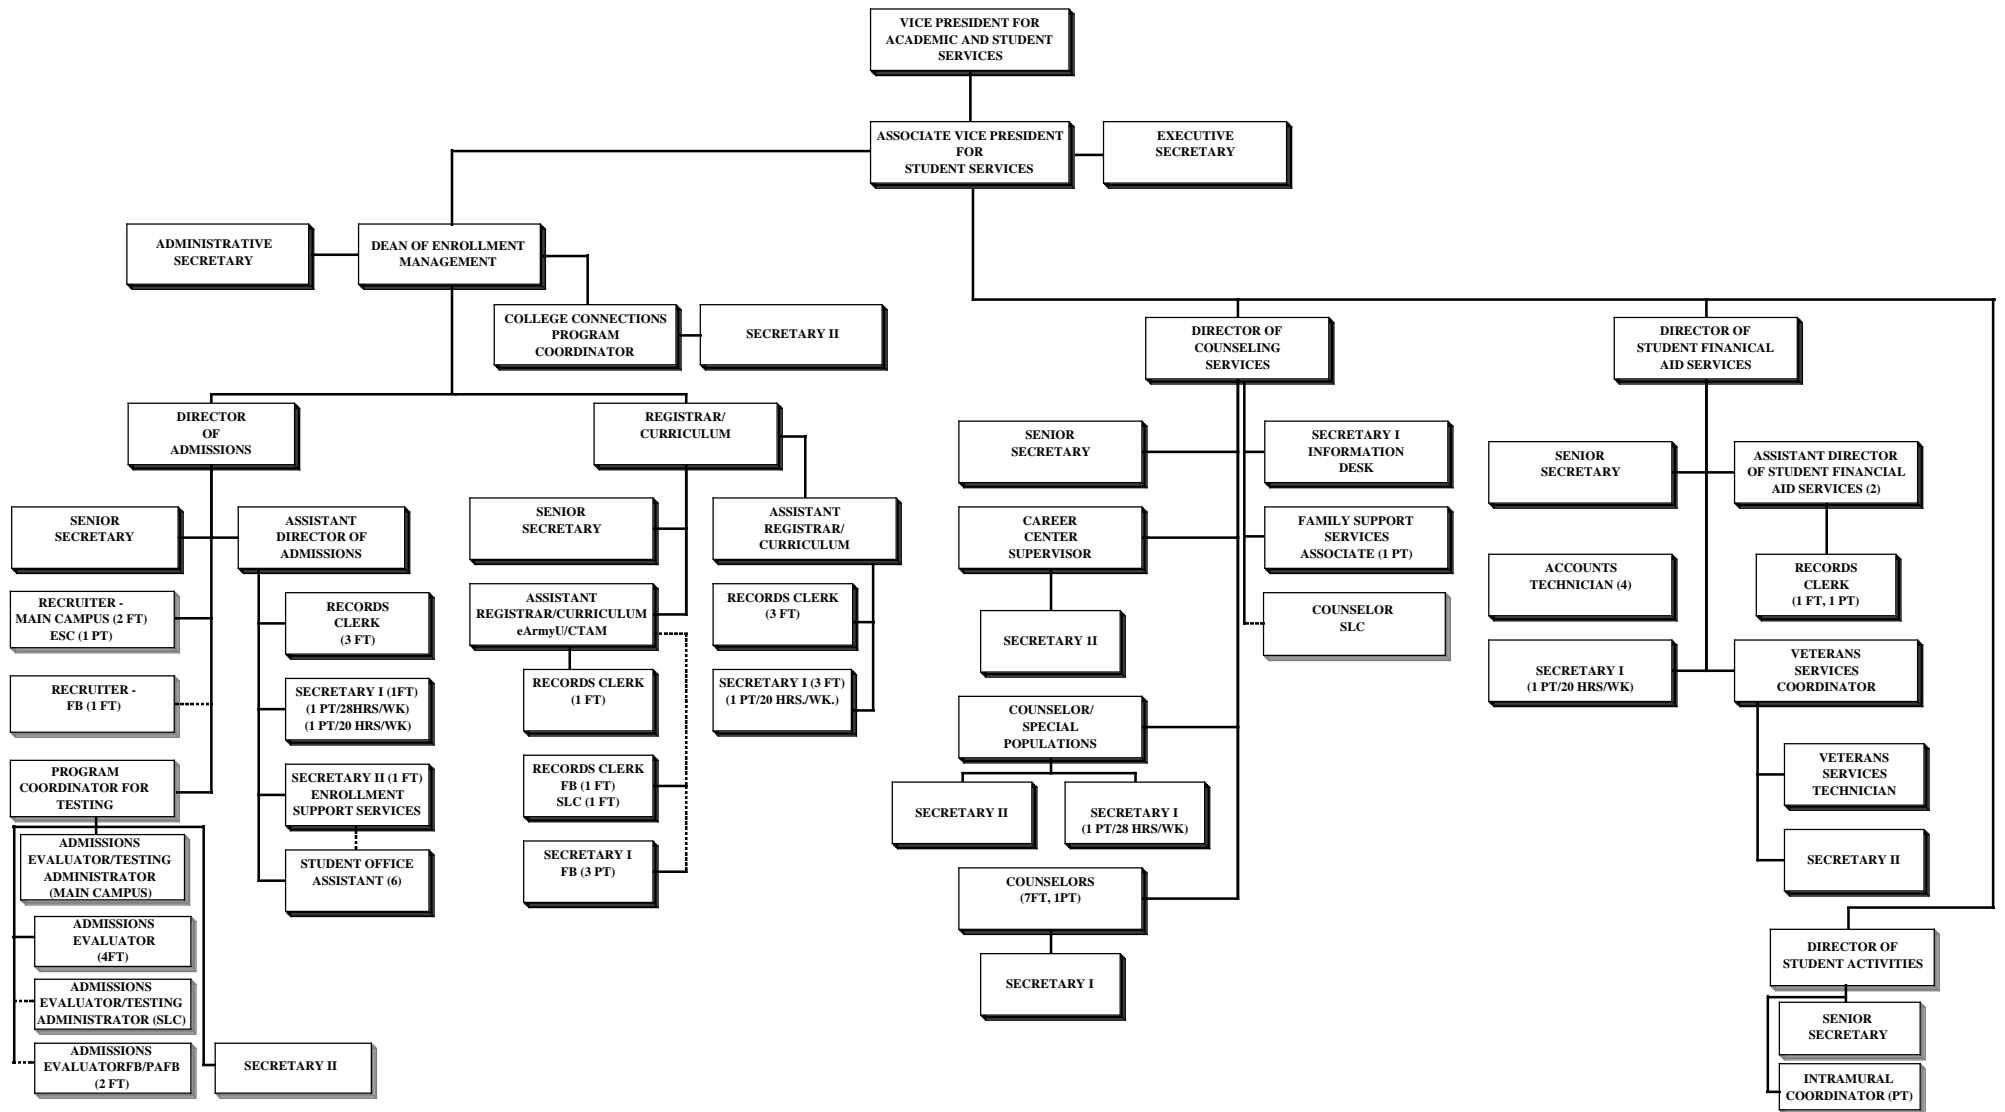 VICE PRESIDENT FOR
ACADEMIC AND STUDENT
SERVICES
ASSOCIATE VICE PRESIDENT
FOR
STUDENT SERVICES
EXECUTIVE
SECRETARY
ADMINISTRATIVE
SECRETARY
DEAN OF ENROLLMENT
MANAGEMENT
COLLEGE CONNECTIONS
PROGRAM
COORDINATOR
SECRETARY II
DIRECTOR
OF
ADMISSIONS
SENIOR
SECRETARY
ASSISTANT
DIRECTOR OF
ADMISSIONS
RECRUITER -
MAIN CAMPUS (2 FT)
ESC (1 PT)
RECRUITER -
FB (1 FT)
PROGRAM
COORDINATOR FOR
TESTING
ADMISSIONS
EVALUATOR/TESTING
ADMINISTRATOR
(MAIN CAMPUS)
ADMISSIONS
EVALUATOR
(4FT)
ADMISSIONS
EVALUATOR/TESTING
ADMINISTRATOR (SLC)
ADMISSIONS
EVALUATORFB/PAFB
(2 FT)
SECRETARY II
RECORDS
CLERK
(3 FT)
SECRETARY I (1FT)
(1 PT/28HRS/WK)
(1 PT/20 HRS/WK)
SECRETARY II (1 FT)
ENROLLMENT
SUPPORT SERVICES
STUDENT OFFICE
ASSISTANT (6)
REGISTRAR/
CURRICULUM
SENIOR
SECRETARY
ASSISTANT
REGISTRAR/
CURRICULUM
ASSISTANT
REGISTRAR/CURRICULUM
eArmyU/CTAM
RECORDS CLERK
(1 FT)
RECORDS CLERK
FB (1 FT)
SLC (1 FT)
SECRETARY I
FB (3 PT)
RECORDS CLERK
(3 FT)
SECRETARY I (3 FT)
(1 PT/20 HRS./WK.)
DIRECTOR OF
COUNSELING
SERVICES
SENIOR
SECRETARY
SECRETARY I
INFORMATION
DESK
CAREER
CENTER
SUPERVISOR
FAMILY SUPPORT
SERVICES
ASSOCIATE (1 PT)
SECRETARY 1I
COUNSELOR
SLC
COUNSELOR/
SPECIAL
POPULATIONS
SECRETARY II
SECRETARY I
(1 PT/28 HRS/WK)
COUNSELORS
(7FT, 1PT)
SECRETARY I
DIRECTOR OF
STUDENT FINANICAL
AID SERVICES
SENIOR
SECRETARY
ASSISTANT DIRECTOR
OF STUDENT FINANCIAL
AID SERVICES (2)
ACCOUNTS
TECHNICIAN (4)
RECORDS
CLERK
(1 FT, 1 PT)
SECRETARY I
(1 PT/20 HRS/WK)
VETERANS
SERVICES
COORDINATOR
VETERANS
SERVICES
TECHNICIAN
SECRETARY II
DIRECTOR OF
STUDENT ACTIVITIES
SENIOR
SECRETARY
INTRAMURAL
COORDINATOR (PT)